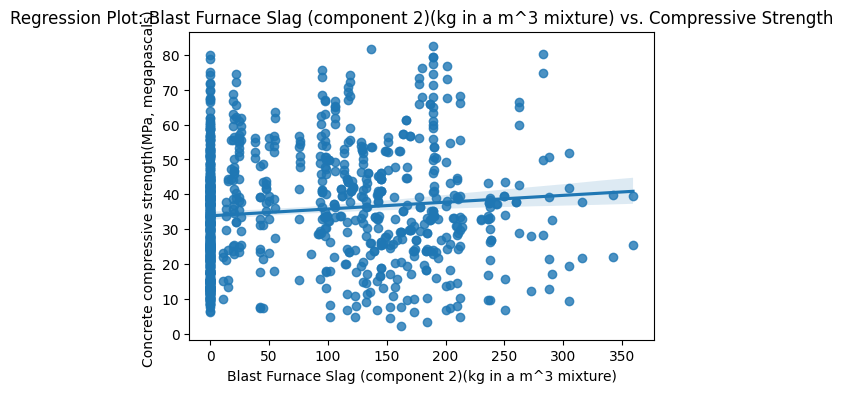 Regression Plot: Blast Furnace Slag (component 2)(kg in a m^3 mixture) vs. Compressive Strength
Concrete compressive strength(MPa, megapascals)
80
70
60
50
40
30
20
10
0
0 50 100 150 200 250 300 350
Blast Furnace Slag (component 2)(kg in a m^3 mixture)